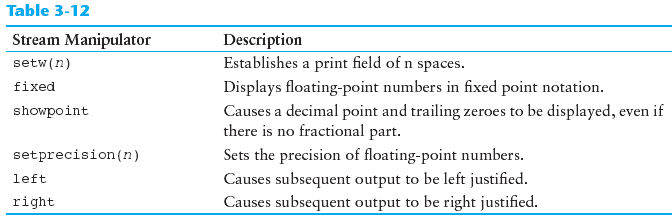 Table 3-12
Stream Manipulator Description
setw(n) Establishes a print field of n spaces.
fixed Displays floating-point numbers in fixed point notation.
showpoint Causes a decimal point and trailing zeroes to be displayed, even if
there is no fractional part.
setprecision(n) Sets the precision of floating-point numbers.
left Causes subsequent output to be left justified.
right Causes subsequent output to be right justified.